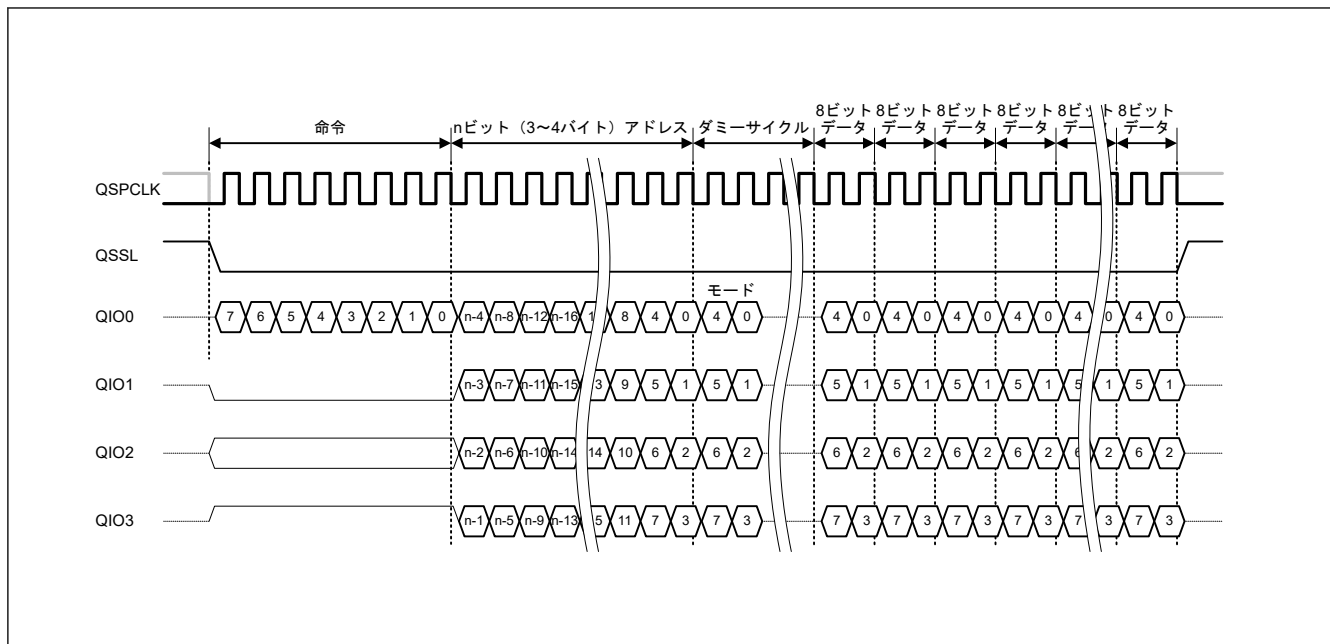 8ビット 8ビット 8ビット 8ビット 8ビット 8ビット
命令 nビット（3～4バイト）アドレス ダミーサイクル データ データ データ データ データ データ
QSPCLK
QSSL
モード
QIO0 7 6 5 4 3 2 1 0 n-4 n-8 n-12 n-16 8 4 0 4 0 4 0 4 0 4 0 4 0 4 0 4 0
QIO1 n-3 n-7 n-11 n-15 9 5 1 5 1 5 1 5 1 5 1 5 1 5 1 5 1
QIO2 n-2 n-6 n-10 n-14 14 10 6 2 6 2 6 2 6 2 6 2 6 2 6 2 6 2
QIO3 n-1 n-5 n-9 n-13 11 7 3 7 3 7 3 7 3 7 3 7 3 7 3 7 3